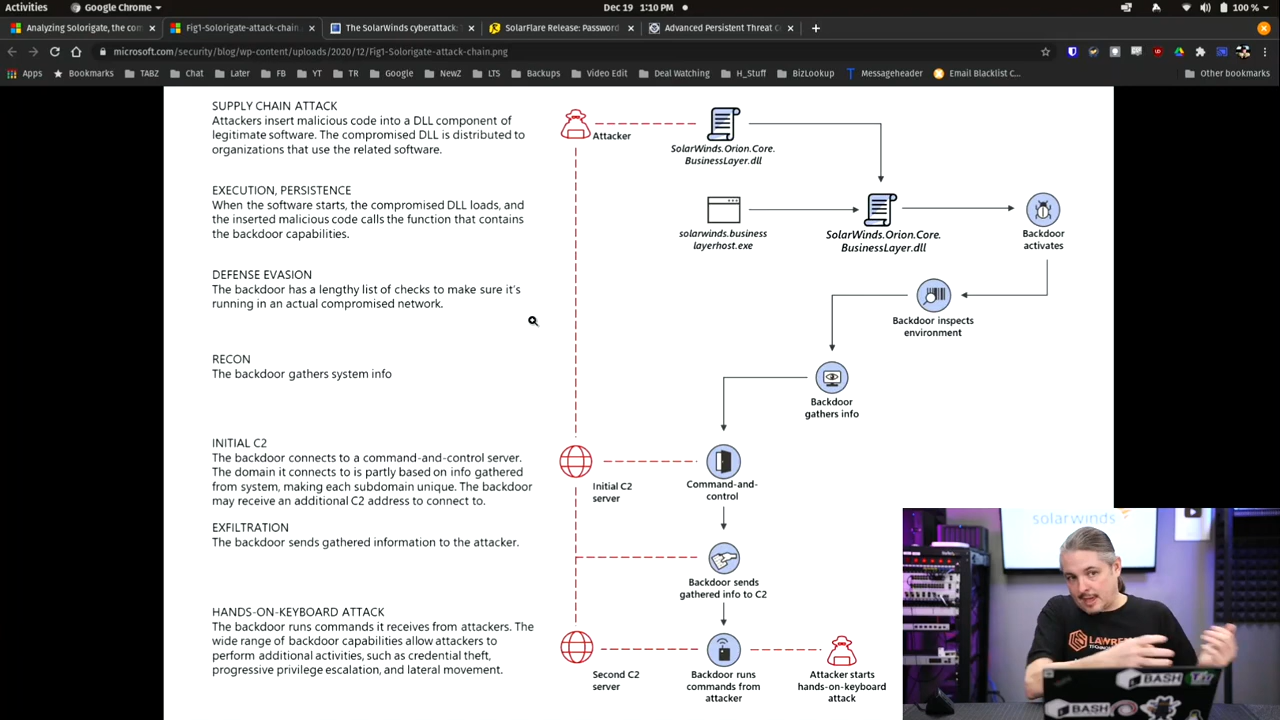 Activities
Google Chrome
Dec 19 1:10 PM
100 %
Analyzing Solorigate, the com
Fig1-Solorigate-attack-chain
The SolarWinds cyberattack:
SolarFlare Release: Password
Advanced Persistent Threat C
microsoft.com/security/blog/wp-content/uploads/2020/12/Fig1-Solorigate-attack-chain.png
Apps
Bookmarks
TABZ
Chat
Later
FB
YT
TR
Google
NewZ
LTS
Backups
Video Edit
Deal Watching
H_Stuff
BizLookup
Messageheader
Email Blacklist C...
Other bookmarks
SUPPLY CHAIN ATTACK
Attackers insert malicious code into a DLL component of
legitimate software. The compromised DLL is distributed to
organizations that use the related software.
EXECUTION, PERSISTENCE
When the software starts, the compromised DLL loads, and
the inserted malicious code calls the function that contains
the backdoor capabilities.
DEFENSE EVASION
The backdoor has a lengthy list of checks to make sure it's
running in an actual compromised network.
RECON
The backdoor gathers system info
INITIAL C2
The backdoor connects to a command-and-control server.
The domain it connects to is partly based on info gathered
from system, making each subdomain unique. The backdoor
may receive an additional C2 address to connect to.
EXFILTRATION
The backdoor sends gathered information to the attacker.
HANDS-ON-KEYBOARD ATTACK
The backdoor runs commands it receives from attackers. The
wide range of backdoor capabilities allow attackers to
perform additional activities, such as credential theft,
progressive privilege escalation, and lateral movement.
Attacker
SolarWinds.Orion.Core.
BusinessLayer.dll
solarwinds.business
layerhost.exe
SolarWinds.Orion.Core.
BusinessLayer.dll
Backdoor
activates
Backdoor inspects
environment
Backdoor
gathers info
Initial C2
server
Command-and-
control
Backdoor sends
gathered info to C2
Second C2
server
Backdoor runs
commands from
attacker
Attacker starts
hands-on-keyboard
attack
solarwinds
BASH
BASH